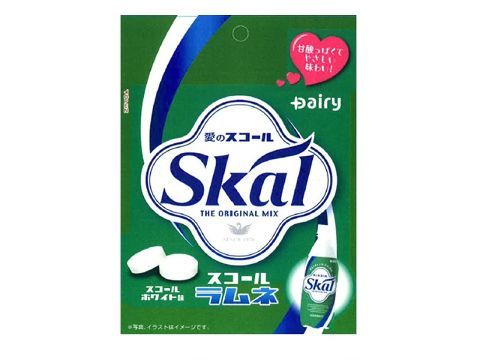 甘酸っぱくて
やさしい
味わい!
Dairy
愛のスコール
Skal
THE ORIGINAL MIX
SINCE 1972
スコール
ラムネ
スコール
ホワイト味
Skal
※写真、イラストはイメージです。